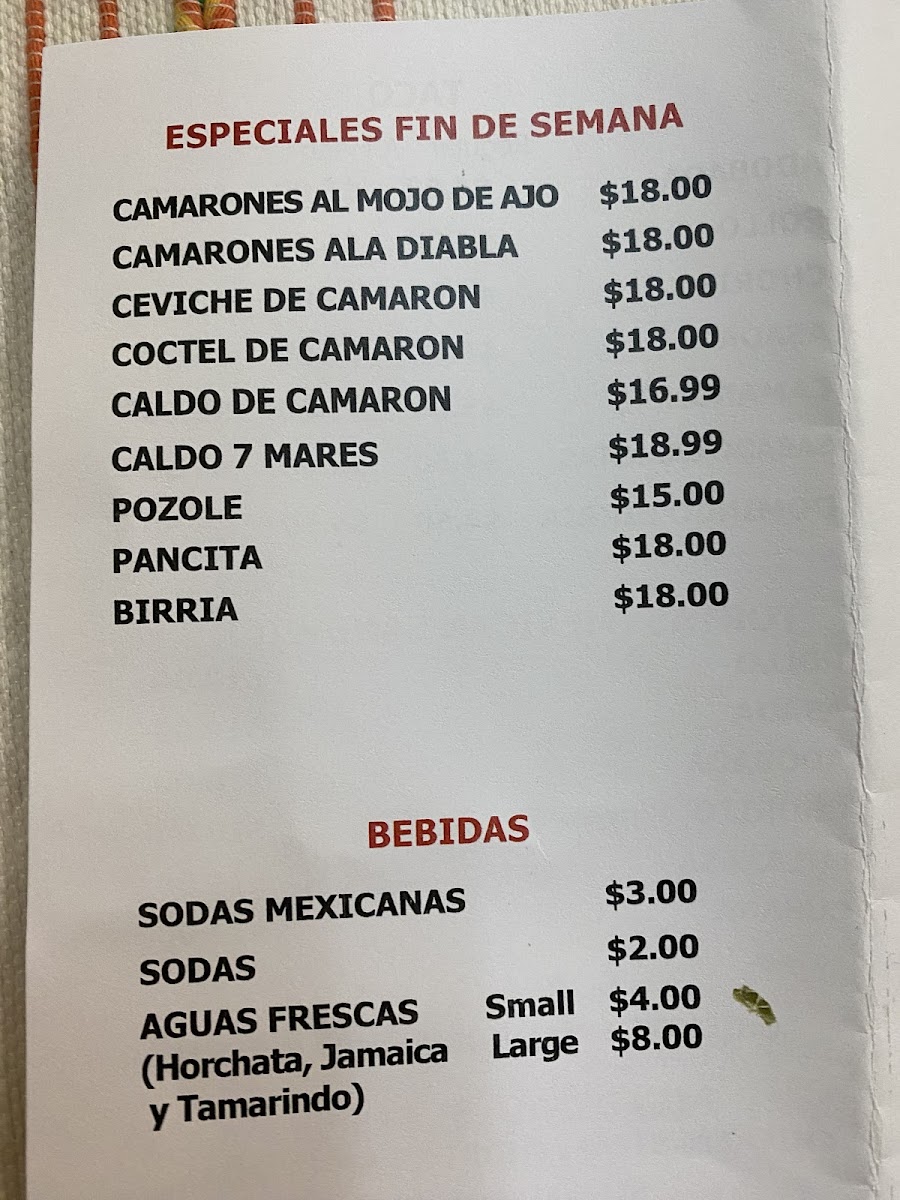 ESPECIALES FIN DE SEMANA
CAMARONES AL MOJO DE AJO $18.00
CAMARONES ALA DIABLA $18.00
CEVICHE DE CAMARON $18.00
COCTEL DE CAMARON $18.00
CALDO DE CAMARON $16.99
CALDO 7 MARES $18.99
POZOLE $15.00
PANCITA $18.00
BIRRIA $18.00
BEBIDAS
SODAS MEXICANAS $3.00
SODAS $2.00
AGUAS FRESCAS Small $4.00
(Horchata, Jamaica Large $8.00
y Tamarindo)